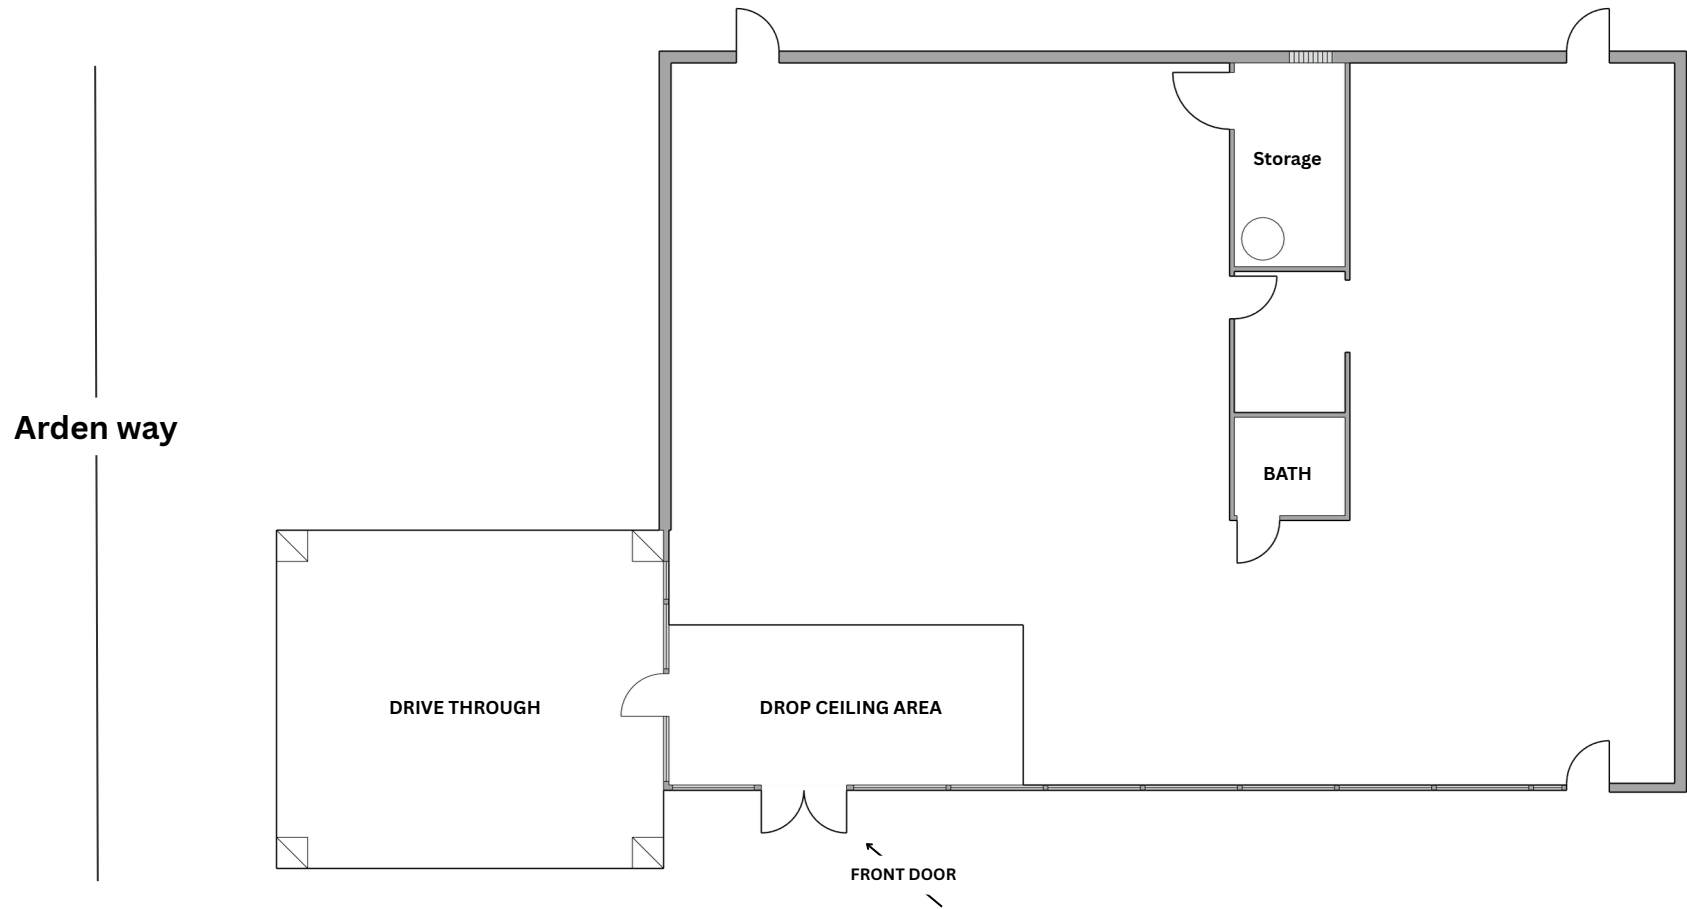 Storage
Arden way
BATH
DRIVE THROUGH
DROP CEILING AREA
FRONT DOOR